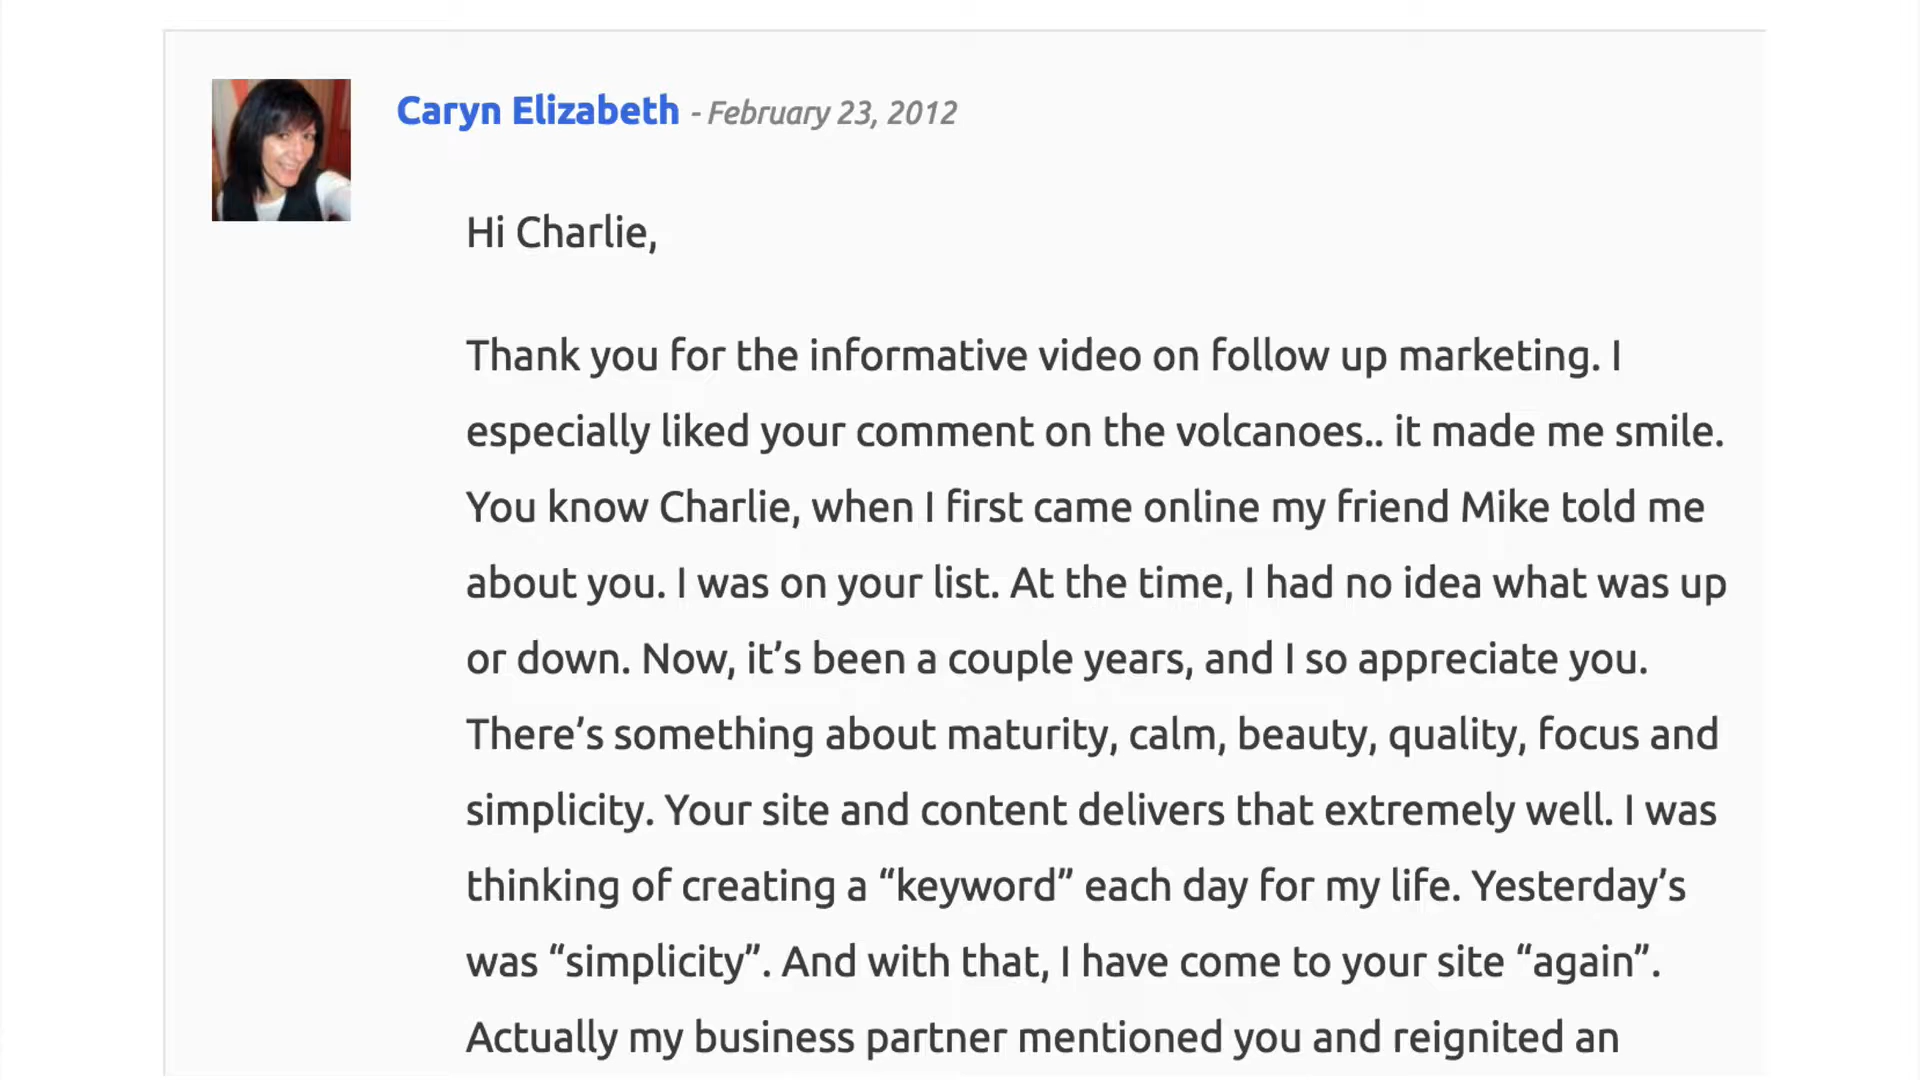 Caryn Elizabeth - February 23, 2012
Hi Charlie,
Thank you for the informative video on follow up marketing. I
especially liked your comment on the volcanoes.. it made me smile.
You know Charlie, when I first came online my friend Mike told me
about you. I was on your list. At the time, I had no idea what was up
or down. Now, it’s been a couple years, and I so appreciate you.
There’s something about maturity, calm, beauty, quality, focus and
simplicity. Your site and content delivers that extremely well. I was
thinking of creating a “keyword” each day for my life. Yesterday’s
was “simplicity”. And with that, I have come to your site “again”.
Actually my business partner mentioned you and reignited an